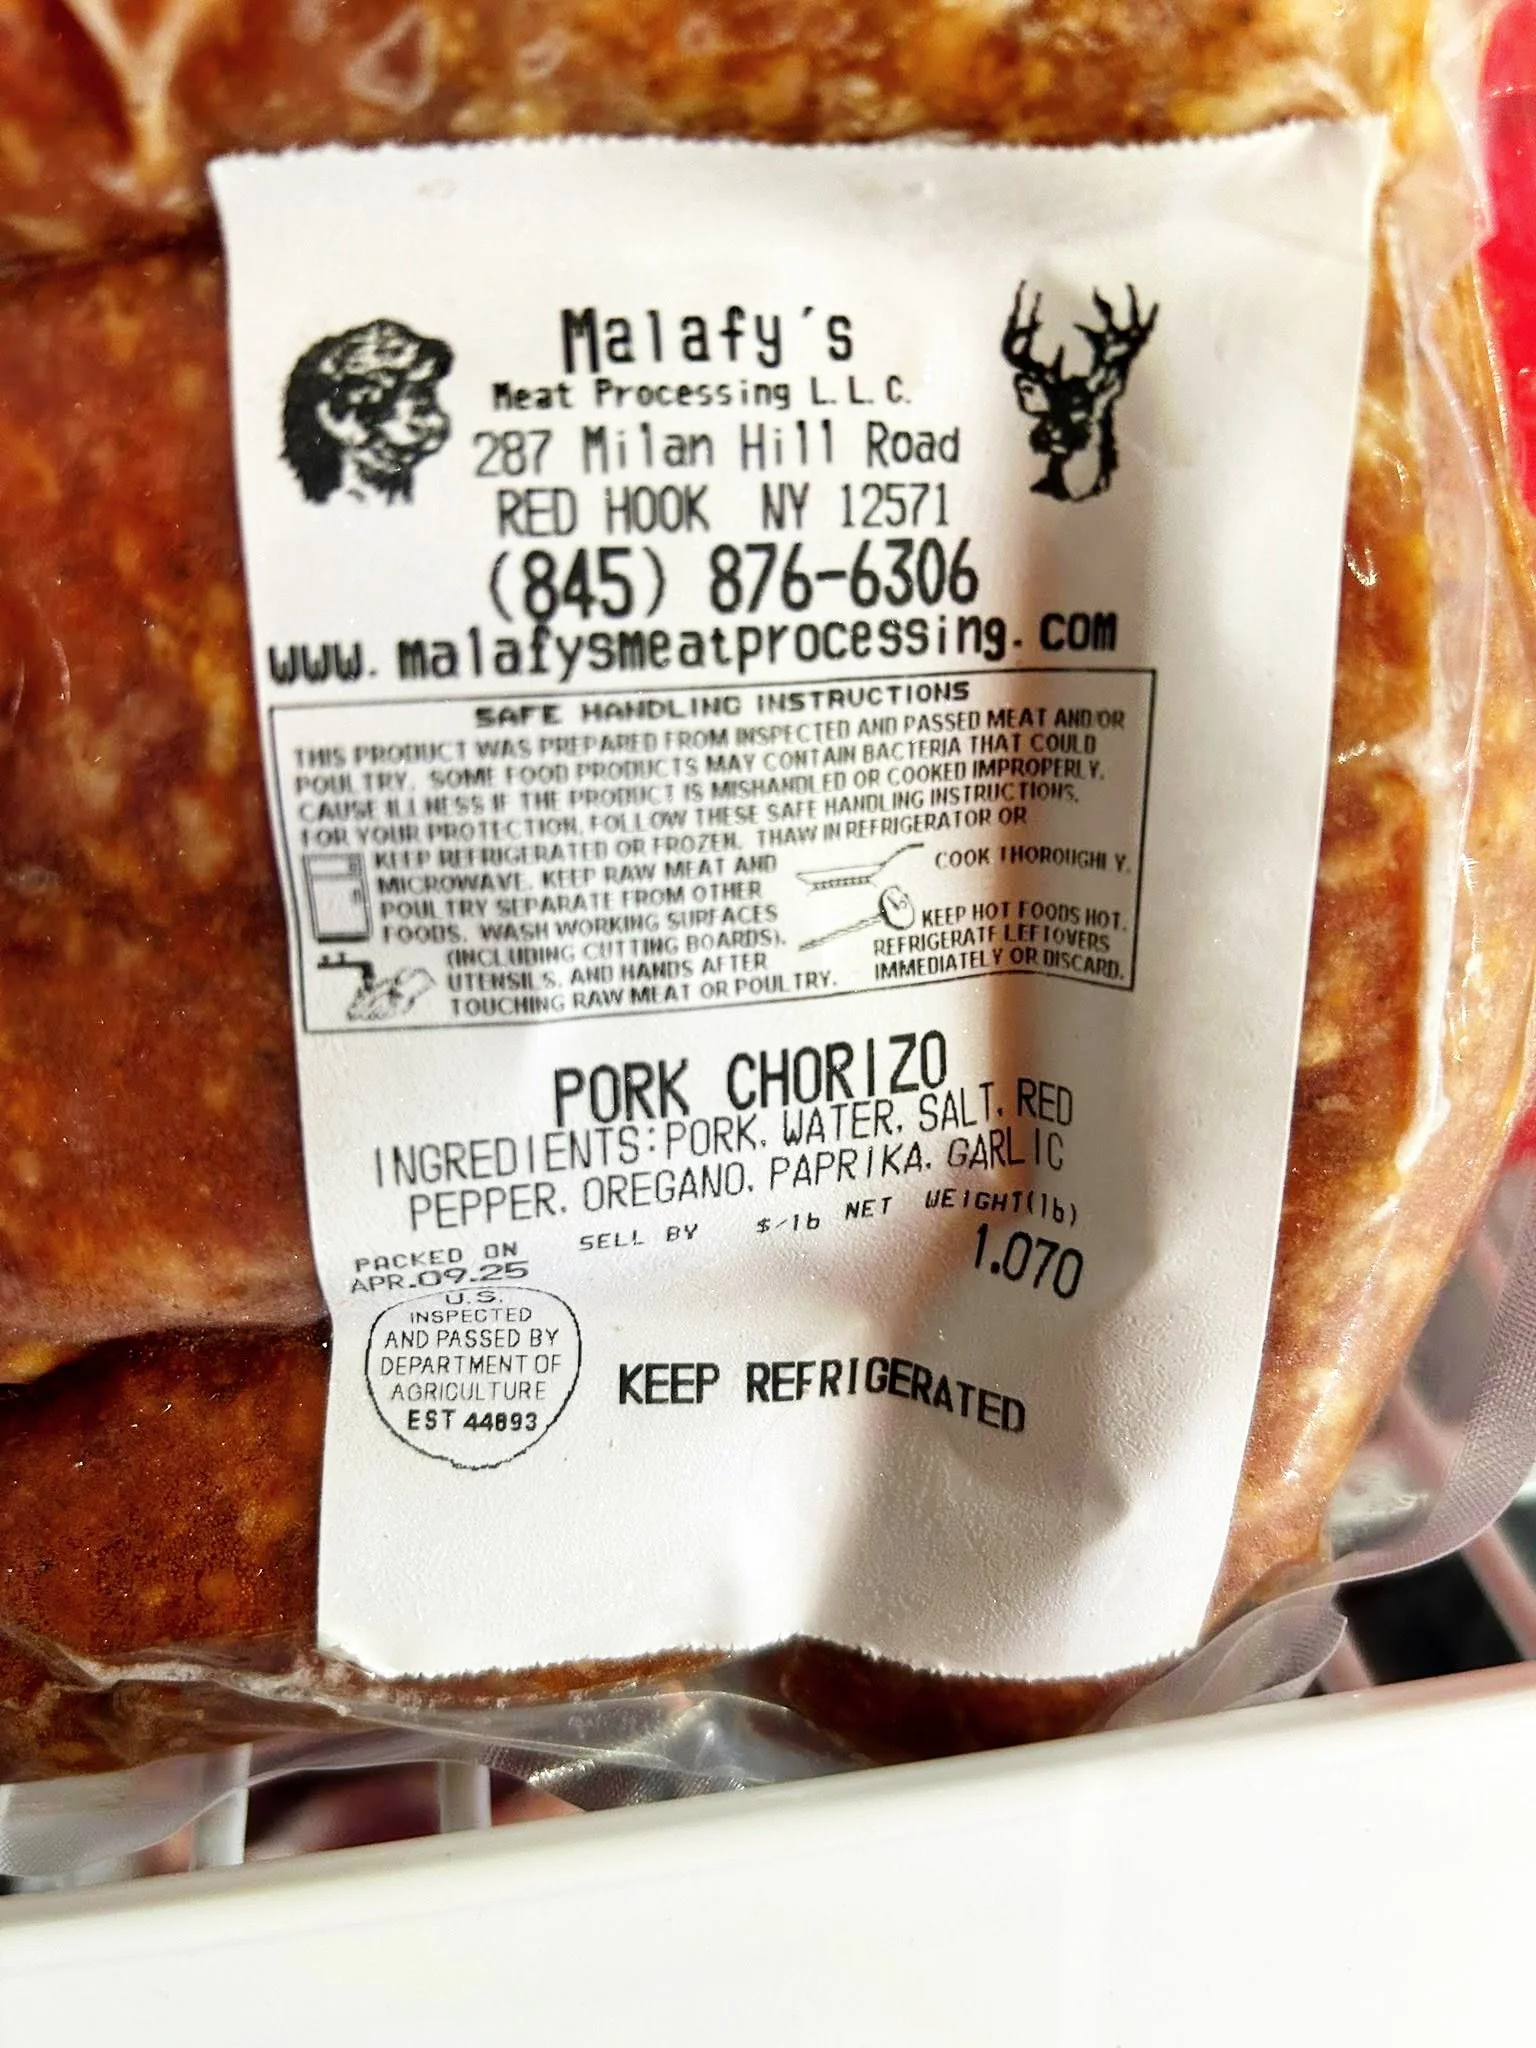 Malafy's
Meat Processing L.L.C.
287 Milan Hill Road
RED HOOK NY 12571
(845) 876-6306
www.malafysmeatprocessing.com
SAFE HANDLING INSTRUCTIONS
THIS PRODUCT WAS PREPARED FROM INSPECTED AND PASSED MEAT AND/OR
POULTRY. SOME FOOD PRODUCTS MAY CONTAIN BACTERIA THAT COULD
CAUSE ILLNESS IF THE PRODUCT IS MISHANDLED OR COOKED IMPROPERLY.
FOR YOUR PROTECTION, FOLLOW THESE SAFE HANDLING INSTRUCTIONS.
KEEP REFRIGERATED OR FROZEN. THAW IN REFRIGERATOR OR
MICROWAVE. KEEP RAW MEAT AND
POULTRY SEPARATE FROM OTHER
FOODS. WASH WORKING SURFACES
(INCLUDING CUTTING BOARDS),
UTENSILS, AND HANDS AFTER
TOUCHING RAW MEAT OR POULTRY.
COOK THOROUGHLY.
KEEP HOT FOODS HOT.
REFRIGERATE LEFTOVERS
IMMEDIATELY OR DISCARD.
PORK CHORIZO
INGREDIENTS:PORK, WATER, SALT, RED
PEPPER, OREGANO, PAPRIKA, GARLIC
PACKED ON SELL BY $/lb NET WEIGHT(lb)
APR.09.25 1.070
U.S.
INSPECTED
AND PASSED BY
DEPARTMENT OF
AGRICULTURE
EST 44893
KEEP REFRIGERATED